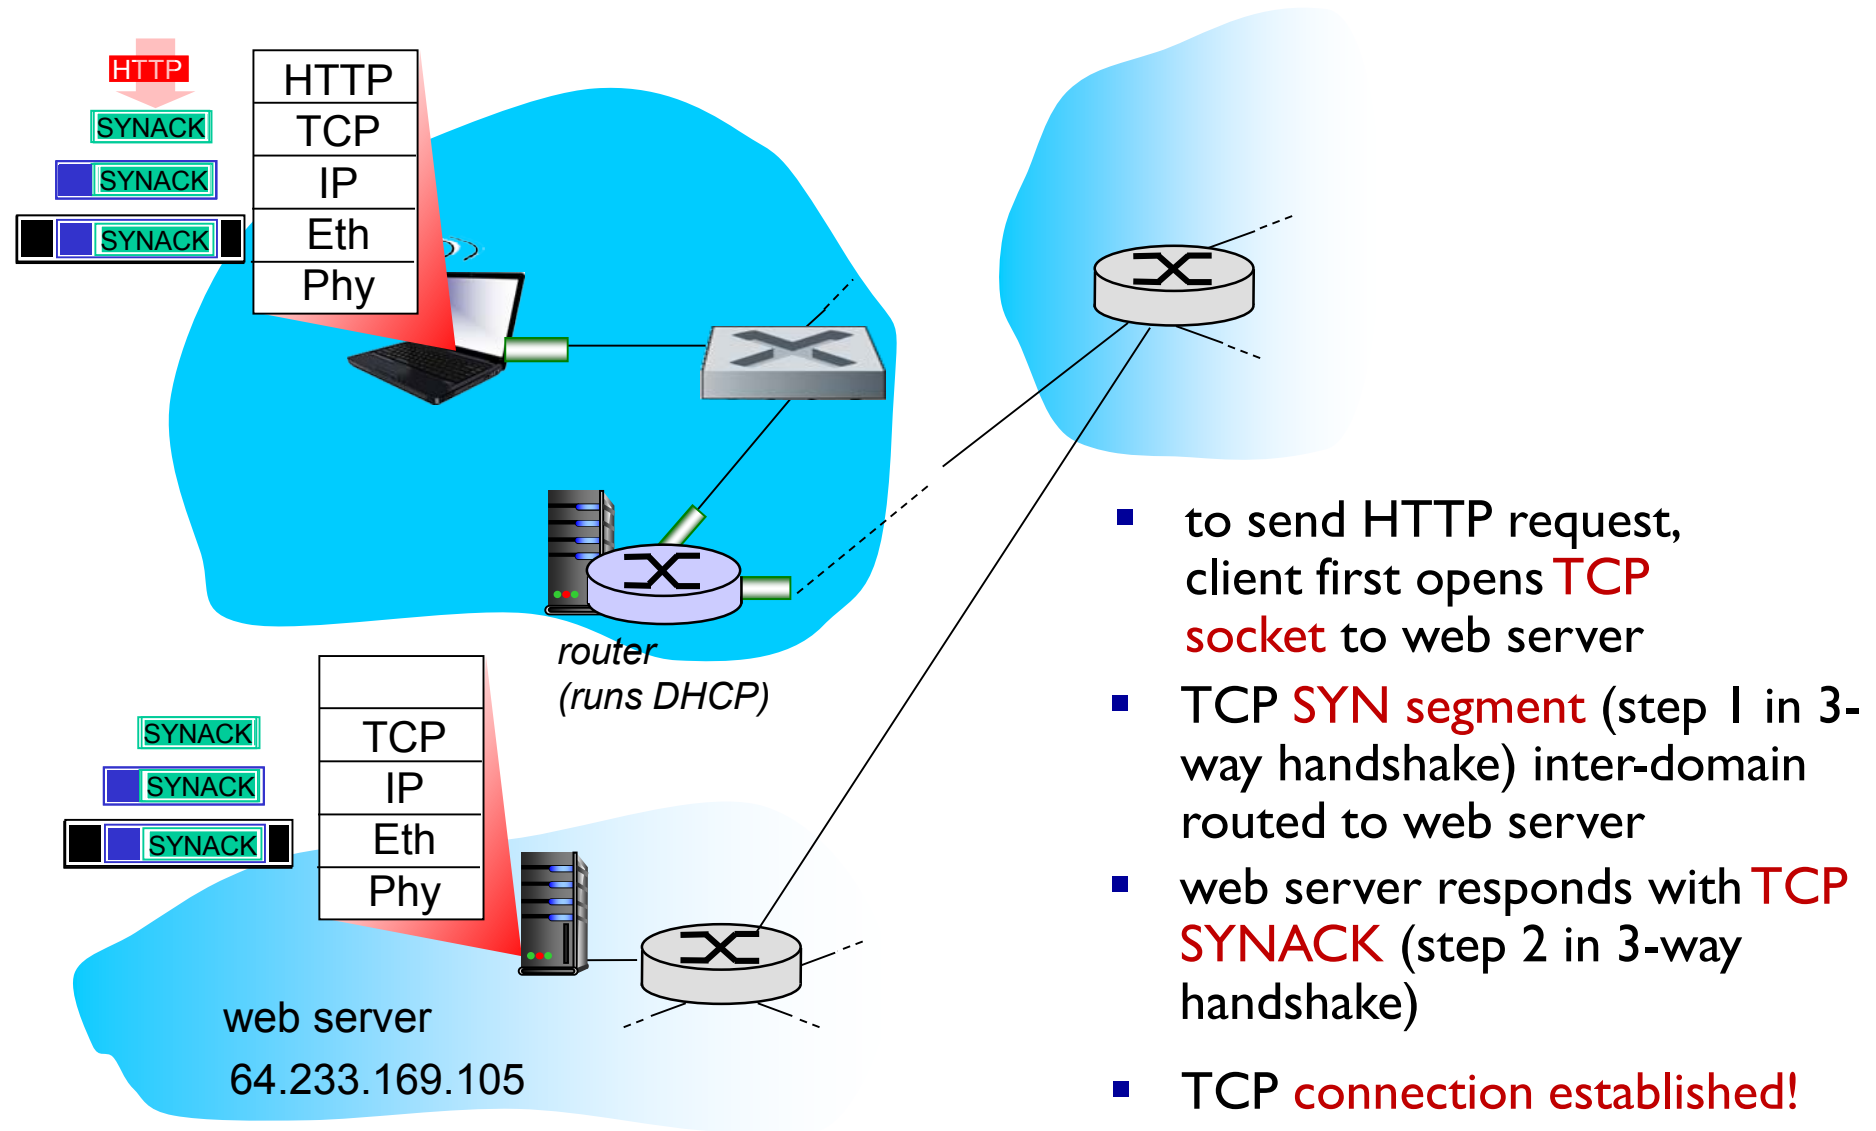 HTTP
SYNACK
SYNACK
SYNACK
HTTP
TCP
IP
Eth
Phy
router
(runs DHCP)
SYNACK
SYNACK
SYNACK
TCP
IP
Eth
Phy
web server
64.233.169.105
▪ to send HTTP request,
client first opens TCP
socket to web server
▪ TCP SYN segment (step 1 in 3-
way handshake) inter-domain
routed to web server
▪ web server responds with TCP
SYNACK (step 2 in 3-way
handshake)
▪ TCP connection established!